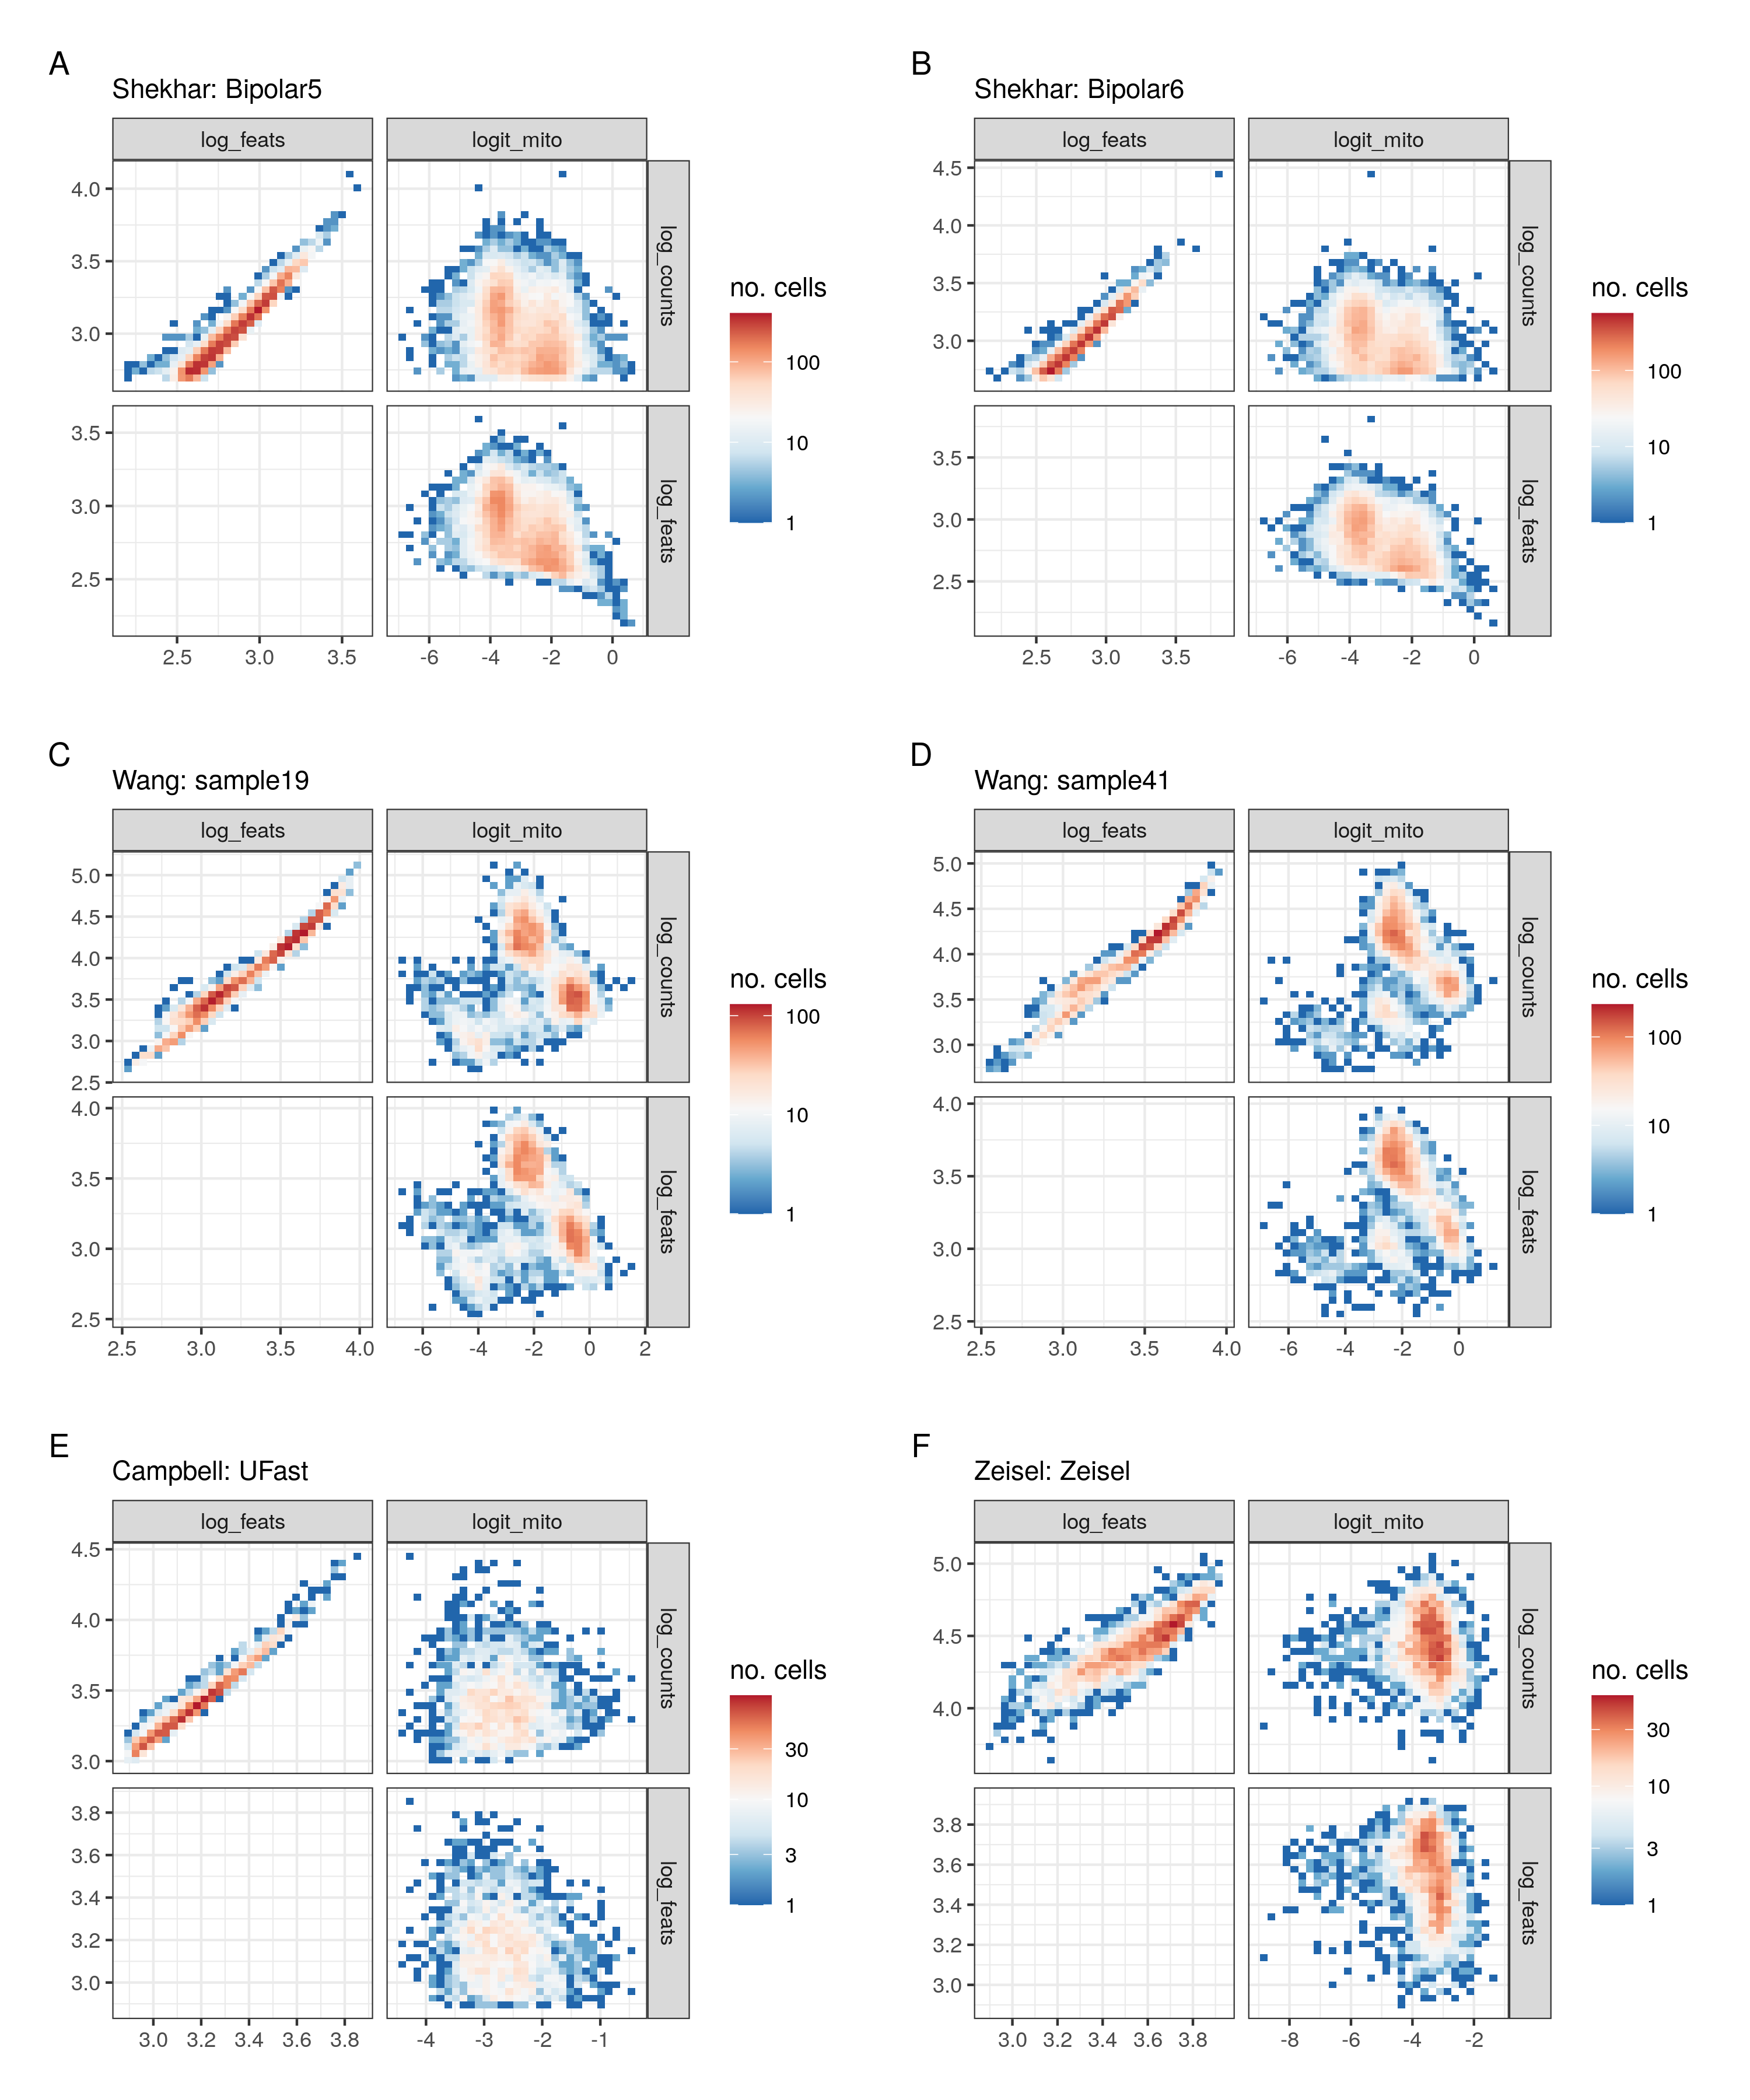 A
Shekhar: Bipolar5
log_feats
logit_mito
4.0
3.5
3.0
log_counts
3.5
3.0
2.5
log_feats
2.5 3.0 3.5
-6 -4 -2 0
no. cells
100
10
1
B
Shekhar: Bipolar6
log_feats
logit_mito
4.5
4.0
3.5
3.0
log_counts
3.5
3.0
2.5
log_feats
2.5 3.0 3.5
-6 -4 -2 0
no. cells
100
10
1
C
Wang: sample19
log_feats
logit_mito
5.0
4.5
4.0
3.5
3.0
2.5
log_counts
4.0
3.5
3.0
2.5
log_feats
2.5 3.0 3.5 4.0
-6 -4 -2 0 2
no. cells
100
10
1
D
Wang: sample41
log_feats
logit_mito
5.0
4.5
4.0
3.5
3.0
log_counts
4.0
3.5
3.0
2.5
log_feats
2.5 3.0 3.5 4.0
-6 -4 -2 0
no. cells
100
10
1
E
Campbell: UFast
log_feats
logit_mito
4.5
4.0
3.5
3.0
log_counts
3.8
3.6
3.4
3.2
3.0
log_feats
3.0 3.2 3.4 3.6 3.8
-4 -3 -2 -1
no. cells
30
10
3
1
F
Zeisel: Zeisel
log_feats
logit_mito
5.0
4.5
4.0
log_counts
3.8
3.6
3.4
3.2
3.0
log_feats
3.0 3.2 3.4 3.6 3.8
-8 -6 -4 -2
no. cells
30
10
3
1